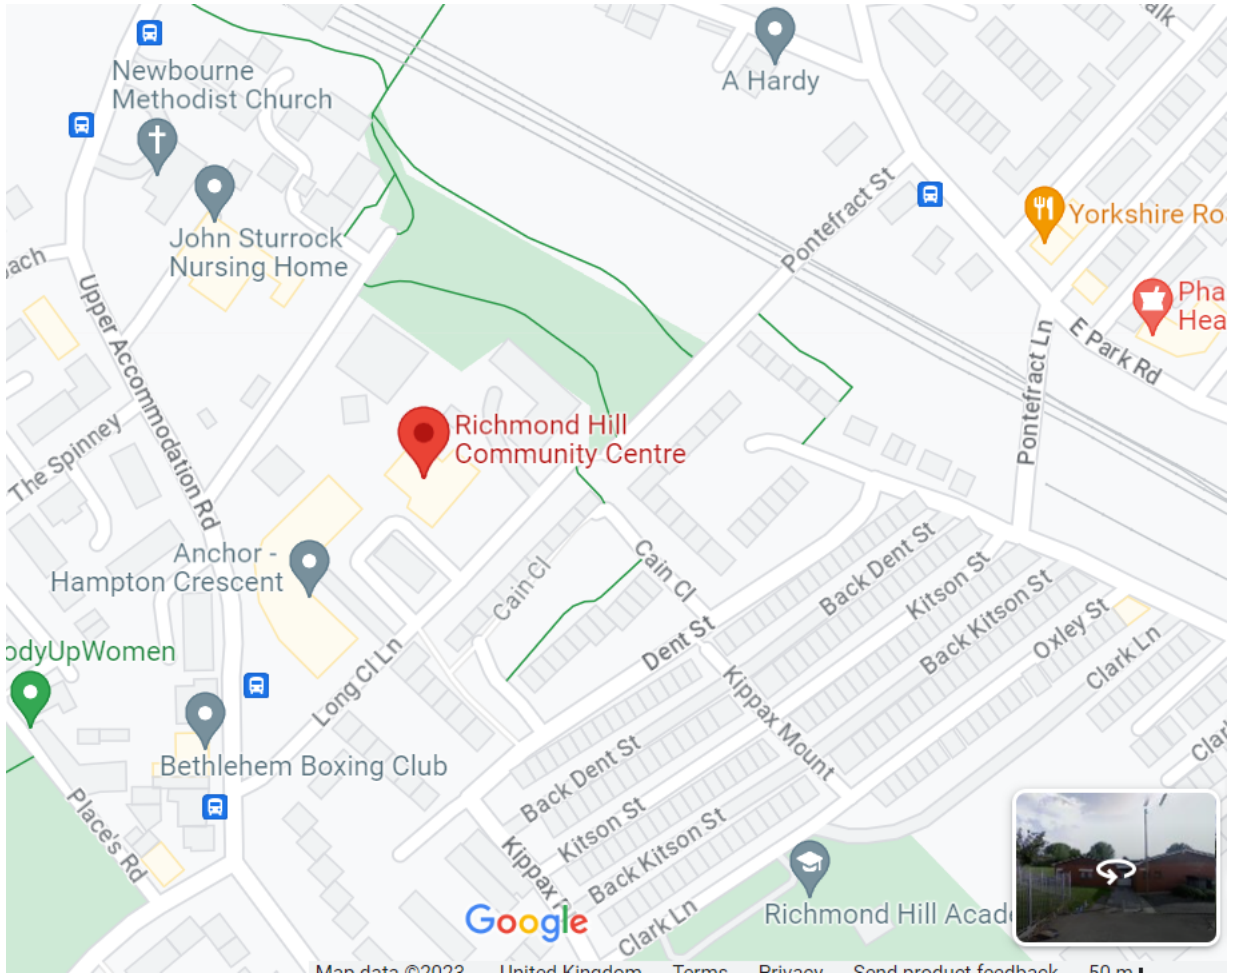 Newbourne
Methodist Church
A Hardy
John Sturrock
Nursing Home
Pontefract St
Yorkshire Ro
Pha
Hea
Upper Accommodation Rd
E Park Rd
Pontefract Ln
The Spinney
Richmond Hill
Community Centre
Anchor -
Hampton Crescent
Cain Cl
Cain Cl
Back Dent St
Kitson St
Back Kitson St
Oxley St
Clark Ln
Dent St
odyUpWomen
Long Cl Ln
Kippax Mount
Bethlehem Boxing Club
Back Dent St
Kitson St
Back Kitson St
Place's Rd
Kippax
Clark Ln
Richmond Hill Acade
Google
Map data ©2023 United Kingdom Terms Privacy Send product feedback 50 m